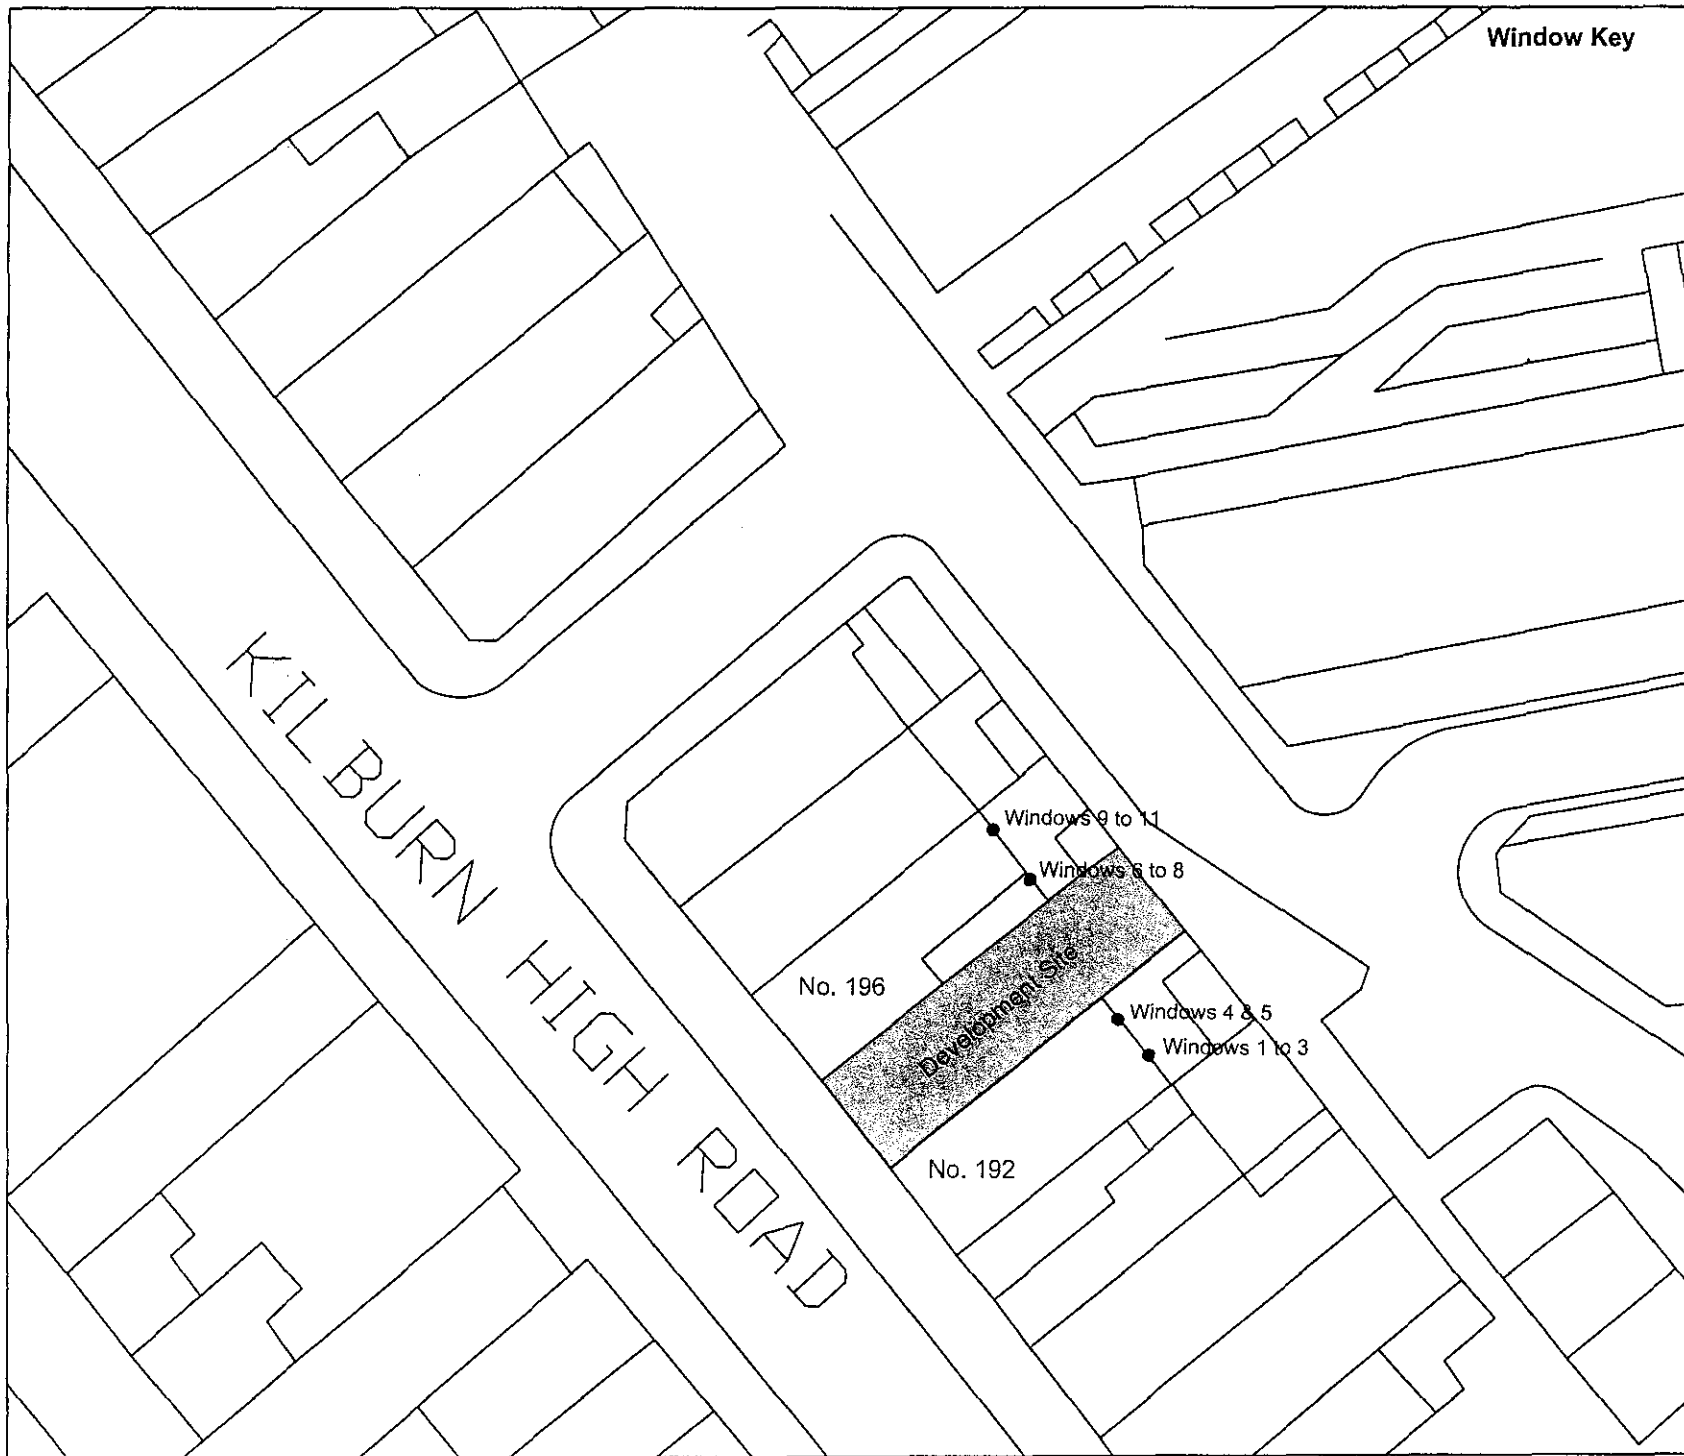 Window Key
KILBURN HIGH ROAD
Windows 9 to 11
Windows 6 to 8
No. 196
Development Site
Windows 4 & 5
Windows 1 to 3
No. 192